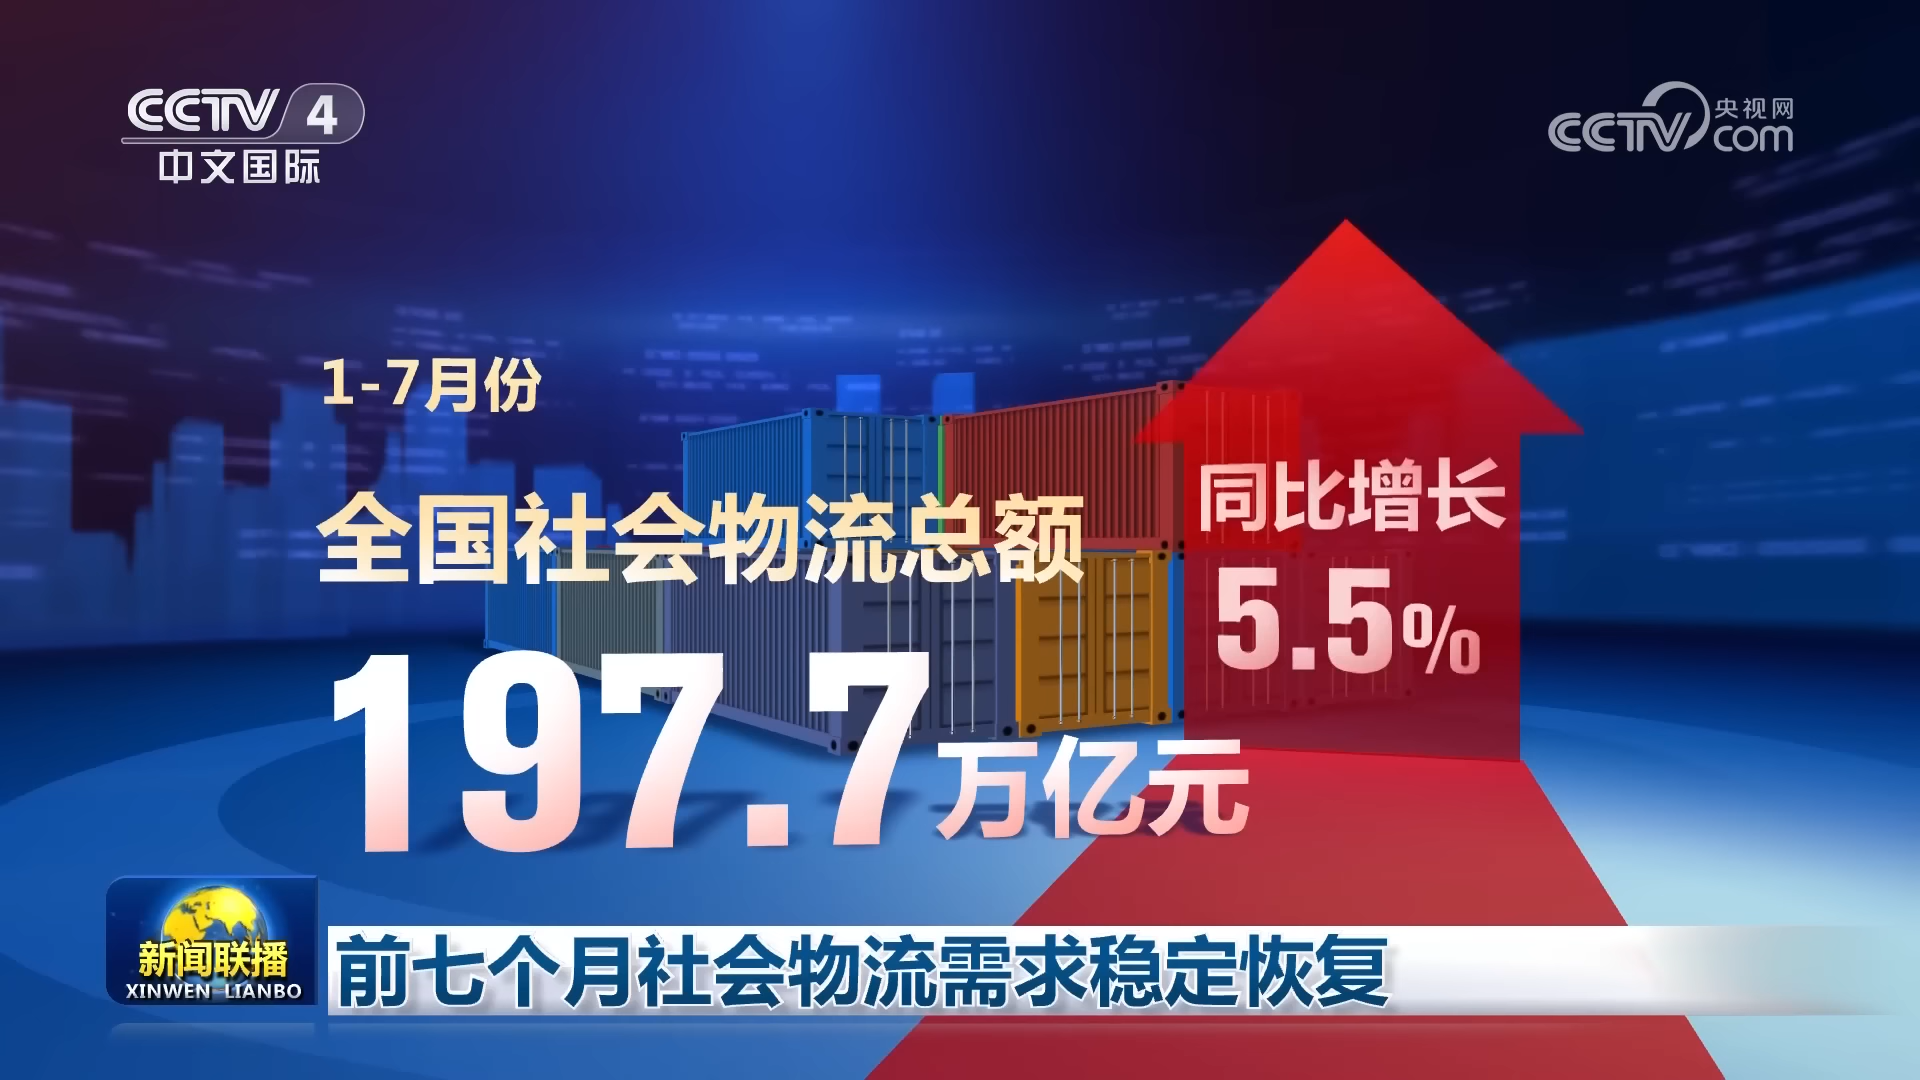 CCTV 4
中文国际
CCTV 央视网
com
1-7月份
全国社会物流总额
197.7万亿元
同比增长
5.5%
新闻联播
XINWEN LIANBO
前七个月社会物流需求稳定恢复